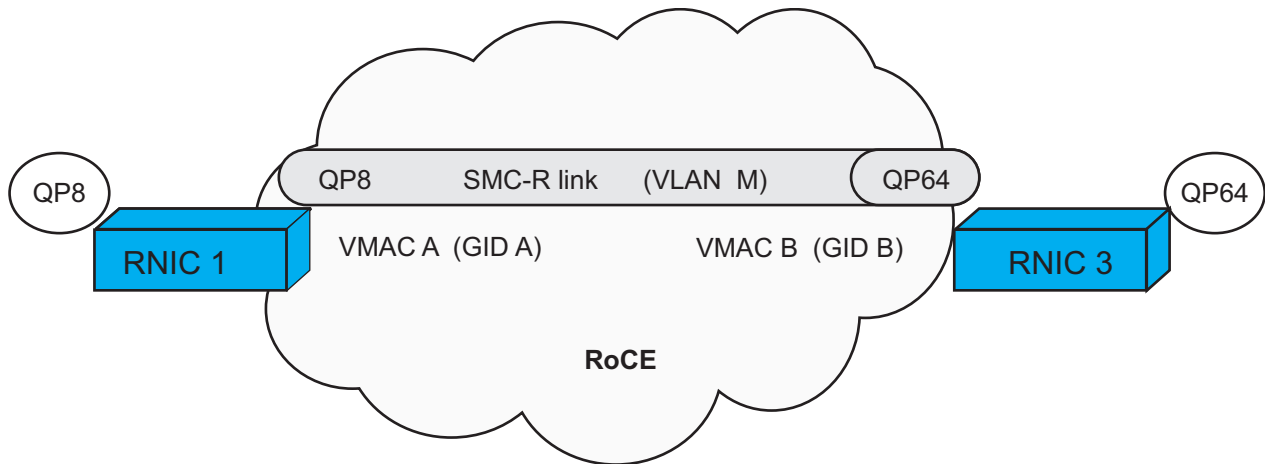 QP8 SMC-R link (VLAN M) QP64
QP8
QP64
VMAC A (GID A) VMAC B (GID B)
RNIC 1
RNIC 3
RoCE